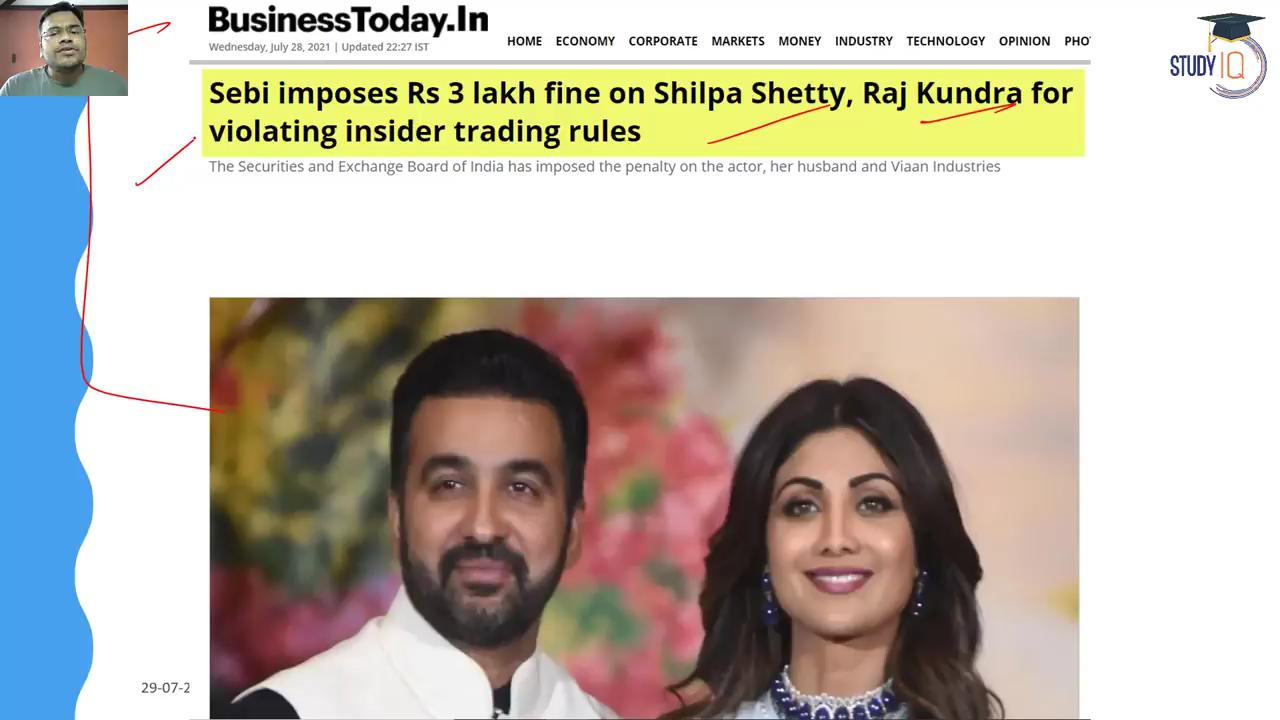 BusinessToday.In
Wednesday, July 28, 2021 | Updated 22:27 IST
HOME ECONOMY CORPORATE MARKETS MONEY INDUSTRY TECHNOLOGY OPINION PHO
STUDY IQ
Sebi imposes Rs 3 lakh fine on Shilpa Shetty, Raj Kundra for
violating insider trading rules
The Securities and Exchange Board of India has imposed the penalty on the actor, her husband and Viaan Industries
29-07-2